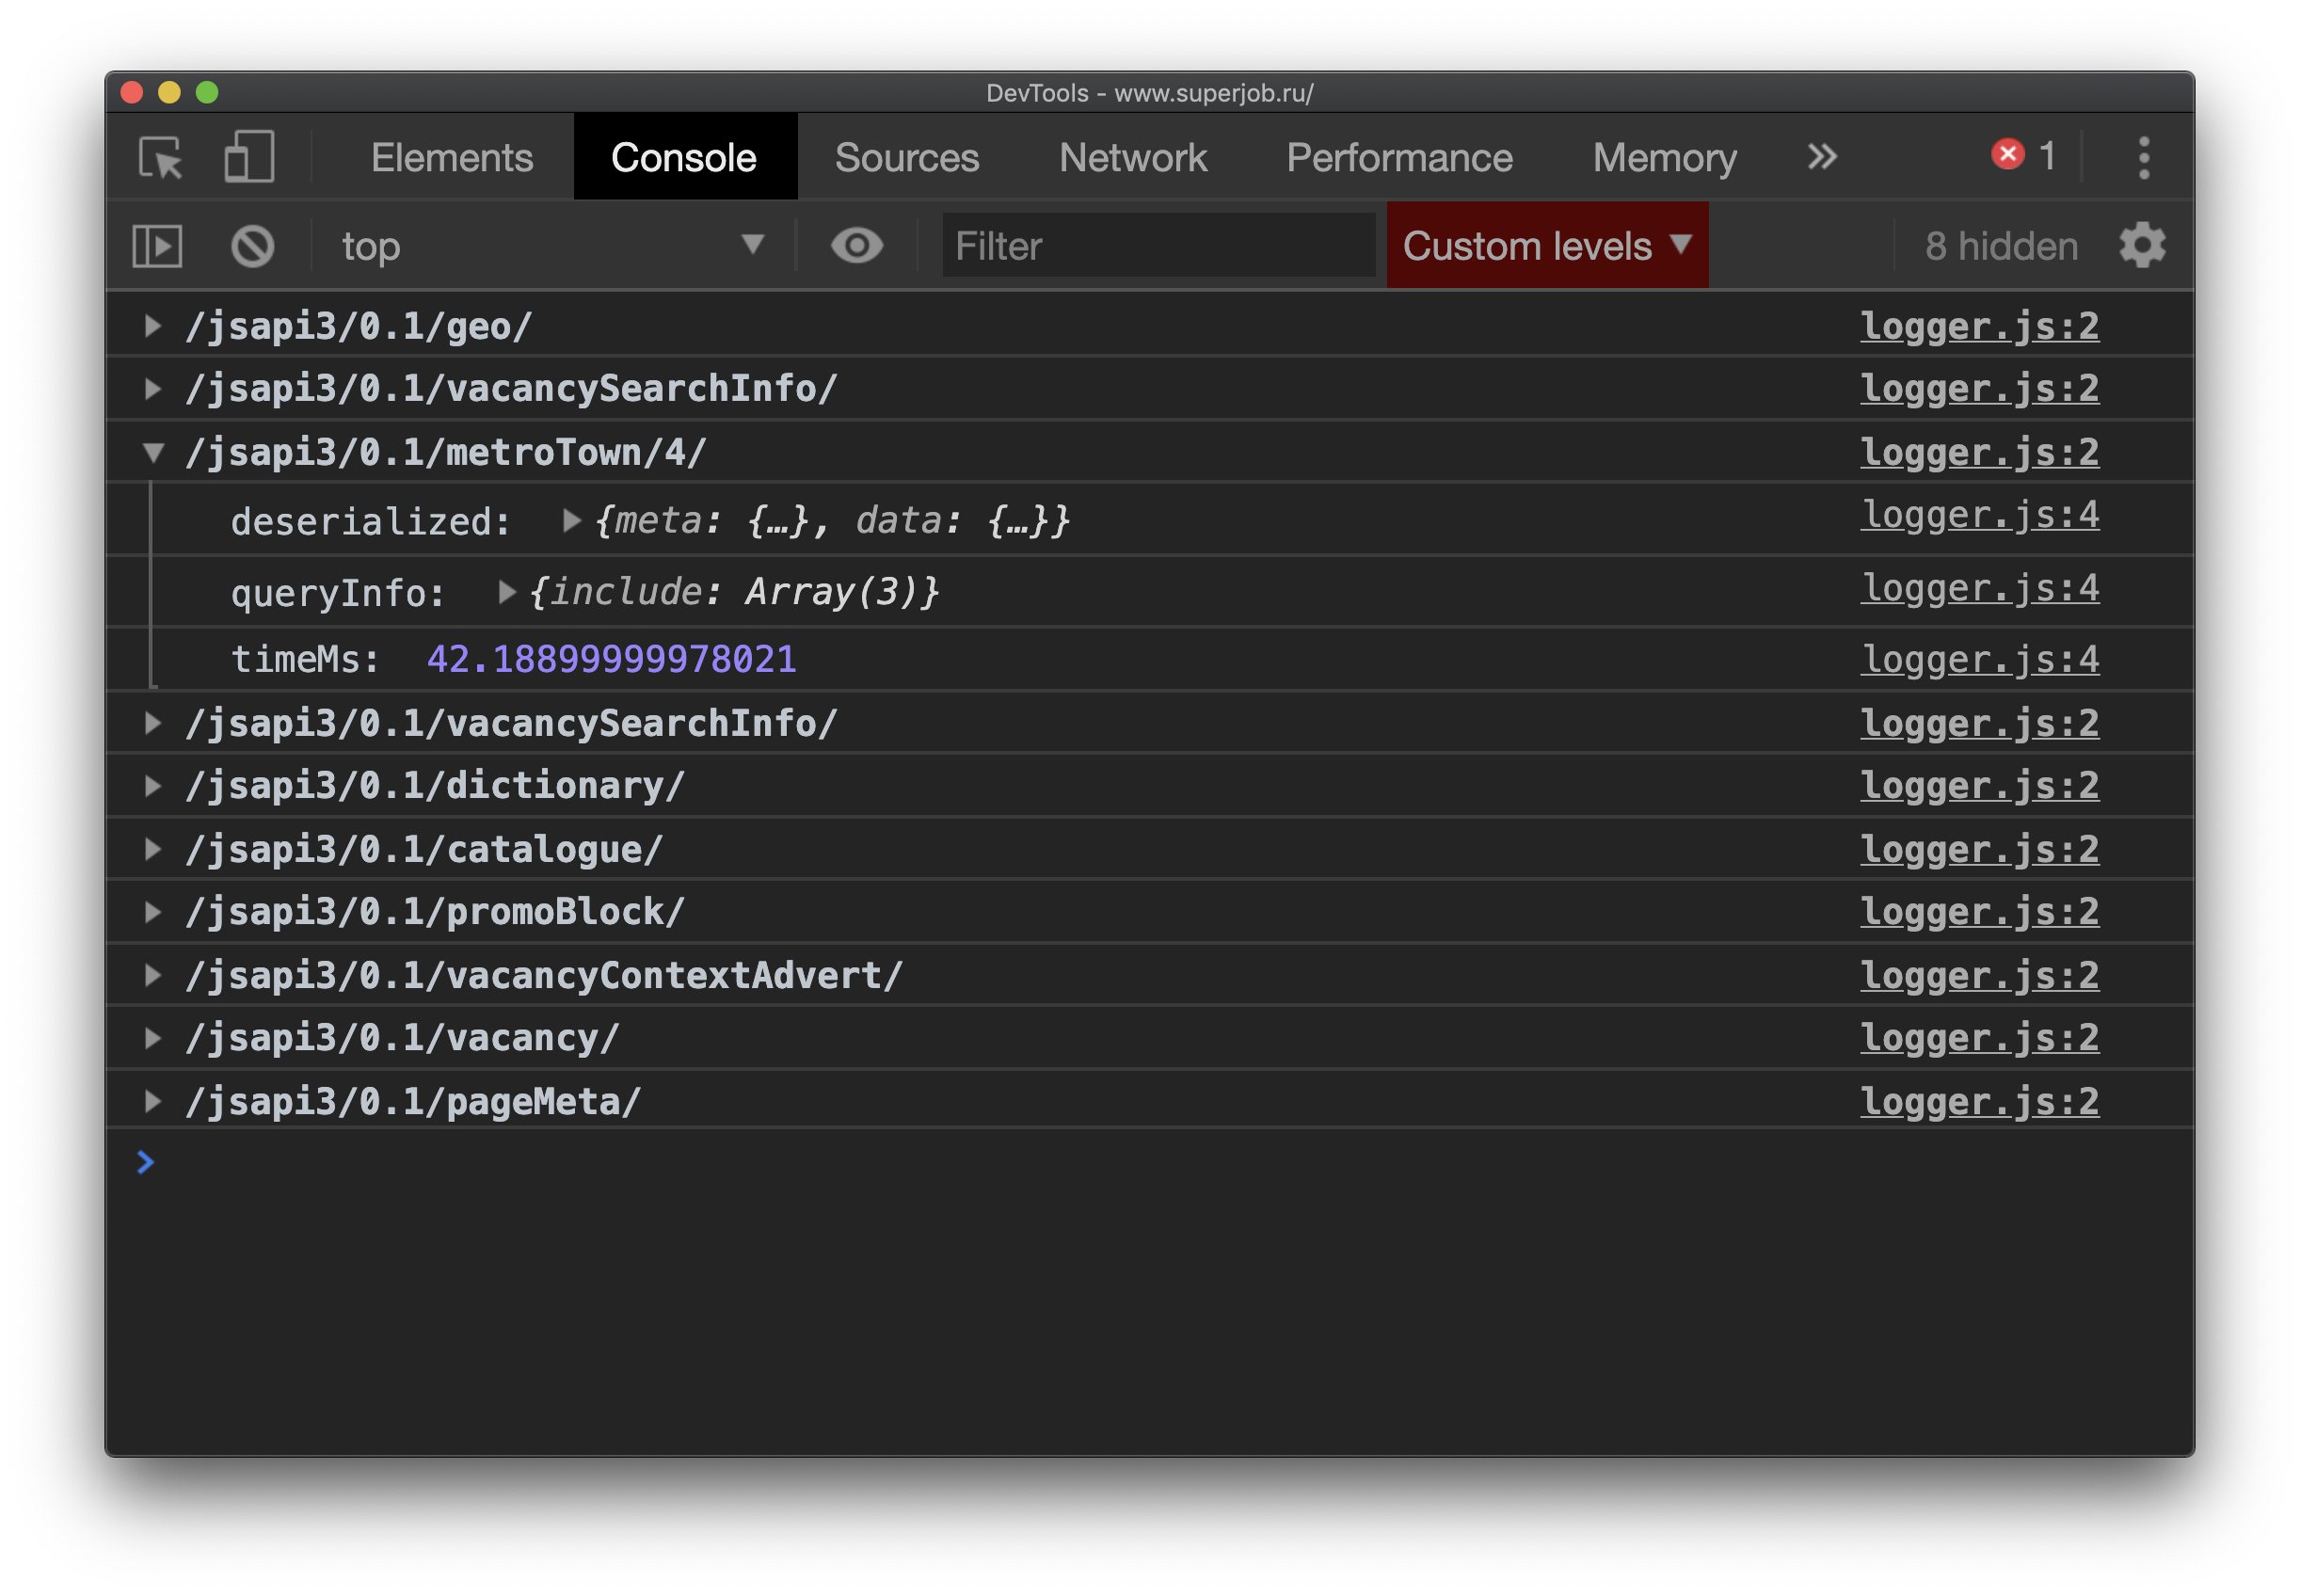 DevTools - www.superjob.ru/
Elements Console Sources Network Performance Memory » 1
top Filter Custom levels 8 hidden
/jsapi3/0.1/geo/ logger.js:2
/jsapi3/0.1/vacancySearchInfo/ logger.js:2
/jsapi3/0.1/metroTown/4/ logger.js:2
deserialized: {meta: {…}, data: {…}} logger.js:4
queryInfo: {include: Array(3)} logger.js:4
timeMs: 42.18899999978021 logger.js:4
/jsapi3/0.1/vacancySearchInfo/ logger.js:2
/jsapi3/0.1/dictionary/ logger.js:2
/jsapi3/0.1/catalogue/ logger.js:2
/jsapi3/0.1/promoBlock/ logger.js:2
/jsapi3/0.1/vacancyContextAdvert/ logger.js:2
/jsapi3/0.1/vacancy/ logger.js:2
/jsapi3/0.1/pageMeta/ logger.js:2